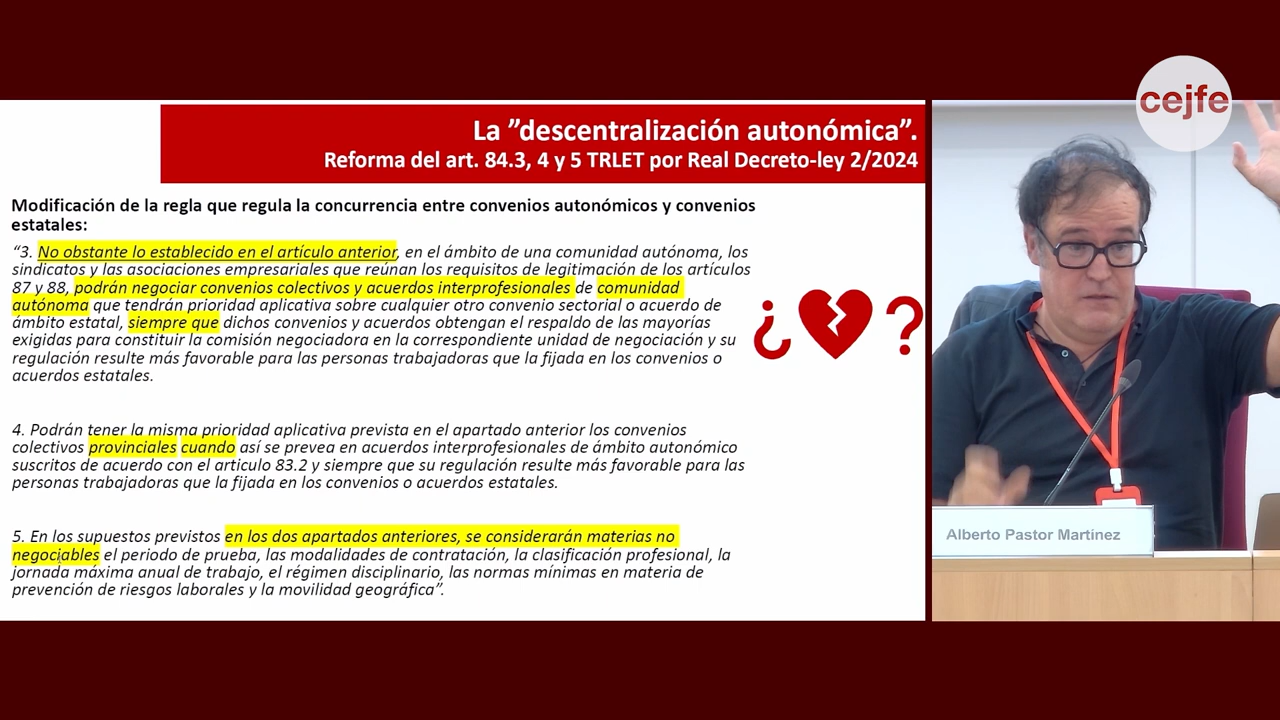 cejfe
La ”descentralización autonómica”.
Reforma del art. 84.3, 4 y 5 TRLET por Real Decreto-ley 2/2024
Modificación de la regla que regula la concurrencia entre convenios autonómicos y convenios
estatales:
“3. No obstante lo establecido en el artículo anterior, en el ámbito de una comunidad autónoma, los
sindicatos y las asociaciones empresariales que reúnan los requisitos de legitimación de los artículos
87 y 88, podrán negociar convenios colectivos y acuerdos interprofesionales de comunidad
autónoma que tendrán prioridad aplicativa sobre cualquier otro convenio sectorial o acuerdo de
ámbito estatal, siempre que dichos convenios y acuerdos obtengan el respaldo de las mayorías
exigidas para constituir la comisión negociadora en la correspondiente unidad de negociación y su
regulación resulte más favorable para las personas trabajadoras que la fijada en los convenios o
acuerdos estatales.
¿ ?
4. Podrán tener la misma prioridad aplicativa prevista en el apartado anterior los convenios
colectivos provinciales cuando así se prevea en acuerdos interprofesionales de ámbito autonómico
suscritos de acuerdo con el articulo 83.2 y siempre que su regulación resulte más favorable para las
personas trabajadoras que la fijada en los convenios o acuerdos estatales.
5. En los supuestos previstos en los dos apartados anteriores, se considerarán materias no
negociables el periodo de prueba, las modalidades de contratación, la clasificación profesional, la
jornada máxima anual de trabajo, el régimen disciplinario, las normas mínimas en materia de
prevención de riesgos laborales y la movilidad geográfica”.
Alberto Pastor Martínez